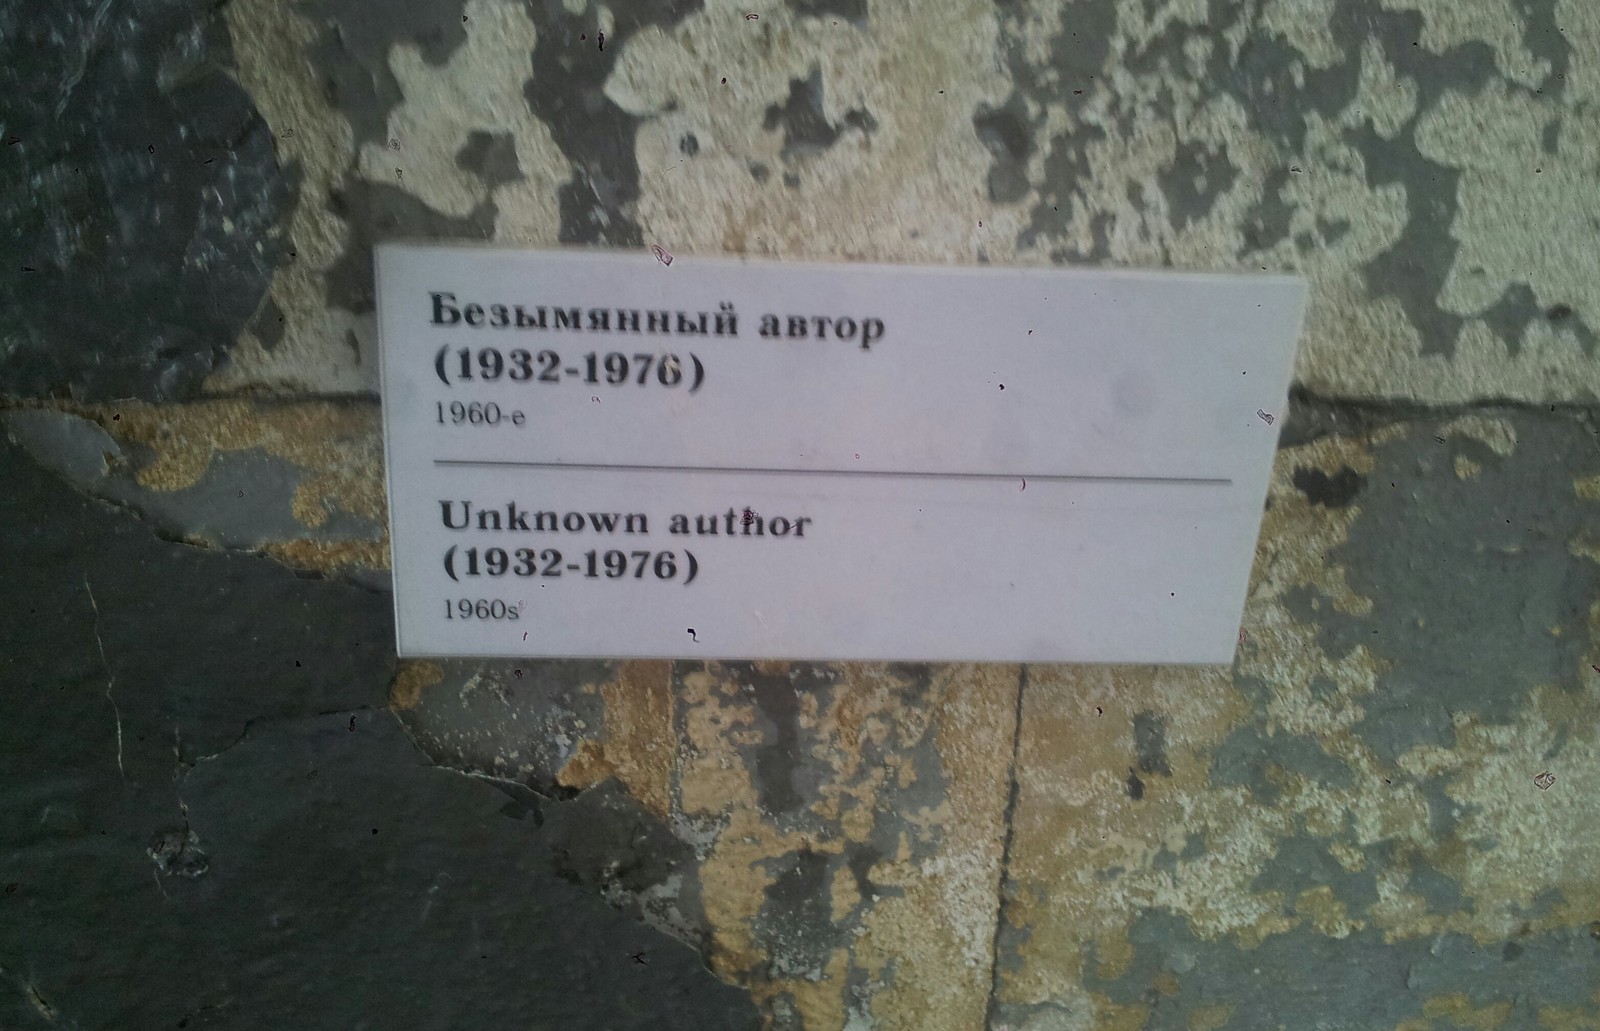 Безымянный автор
(1932-1976)
1960-е
Unknown author
(1932-1976)
1960s